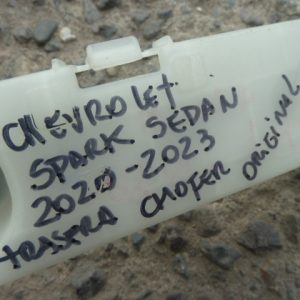 CHEVROLET
SPARK SEDAN
2020-2023
TRASERA CHOFER ORIGINAL